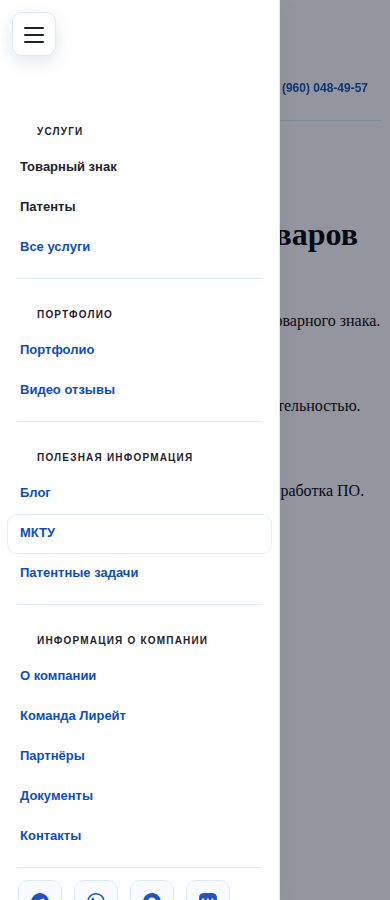 (960) 048-49-57
УСЛУГИ
Товарный знак
Патенты
Все услуги
варов
ПОРТФОЛИО
оварного знака.
Портфолио
Видео отзывы
тельностью.
ПОЛЕЗНАЯ ИНФОРМАЦИЯ
Блог
работка ПО.
МКТУ
Патентные задачи
ИНФОРМАЦИЯ О КОМПАНИИ
О компании
Команда Лирейт
Партнёры
Документы
Контакты